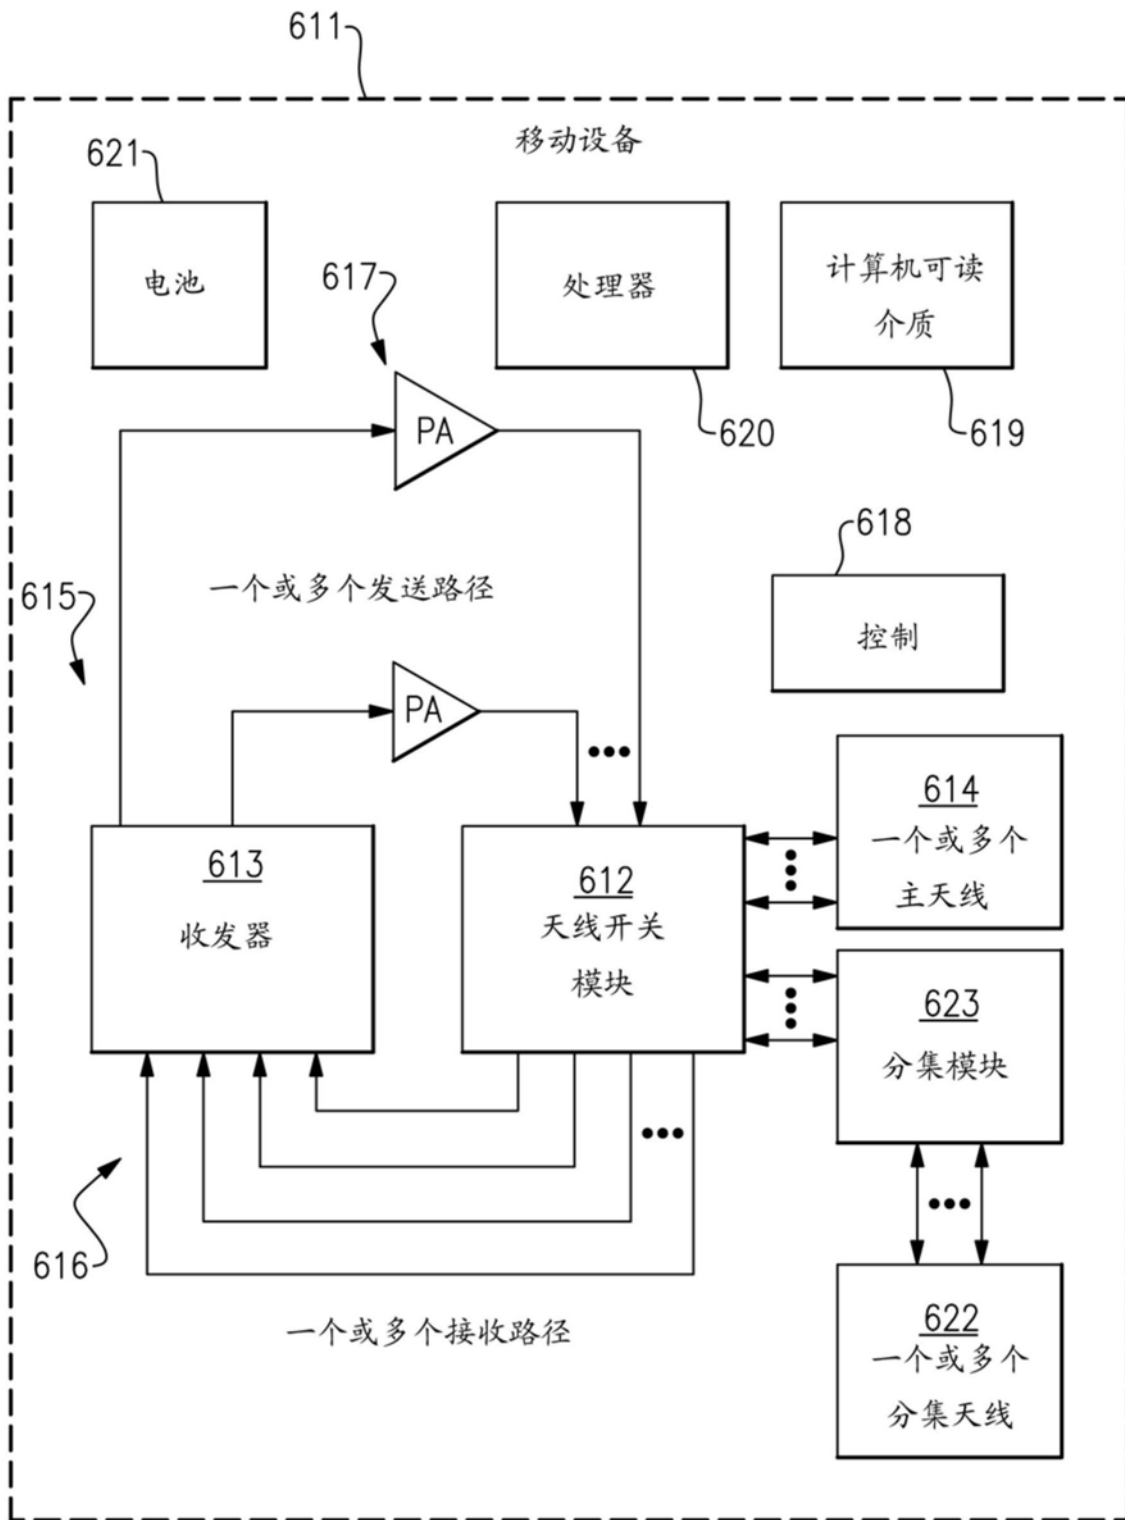 611
移动设备
621
电池
617
处理器
计算机可读
介质
PA
620
619
618
615
一个或多个发送路径
控制
PA
613
收发器
612
天线开关
模块
614
一个或多个
主天线
623
分集模块
616
一个或多个接收路径
622
一个或多个
分集天线